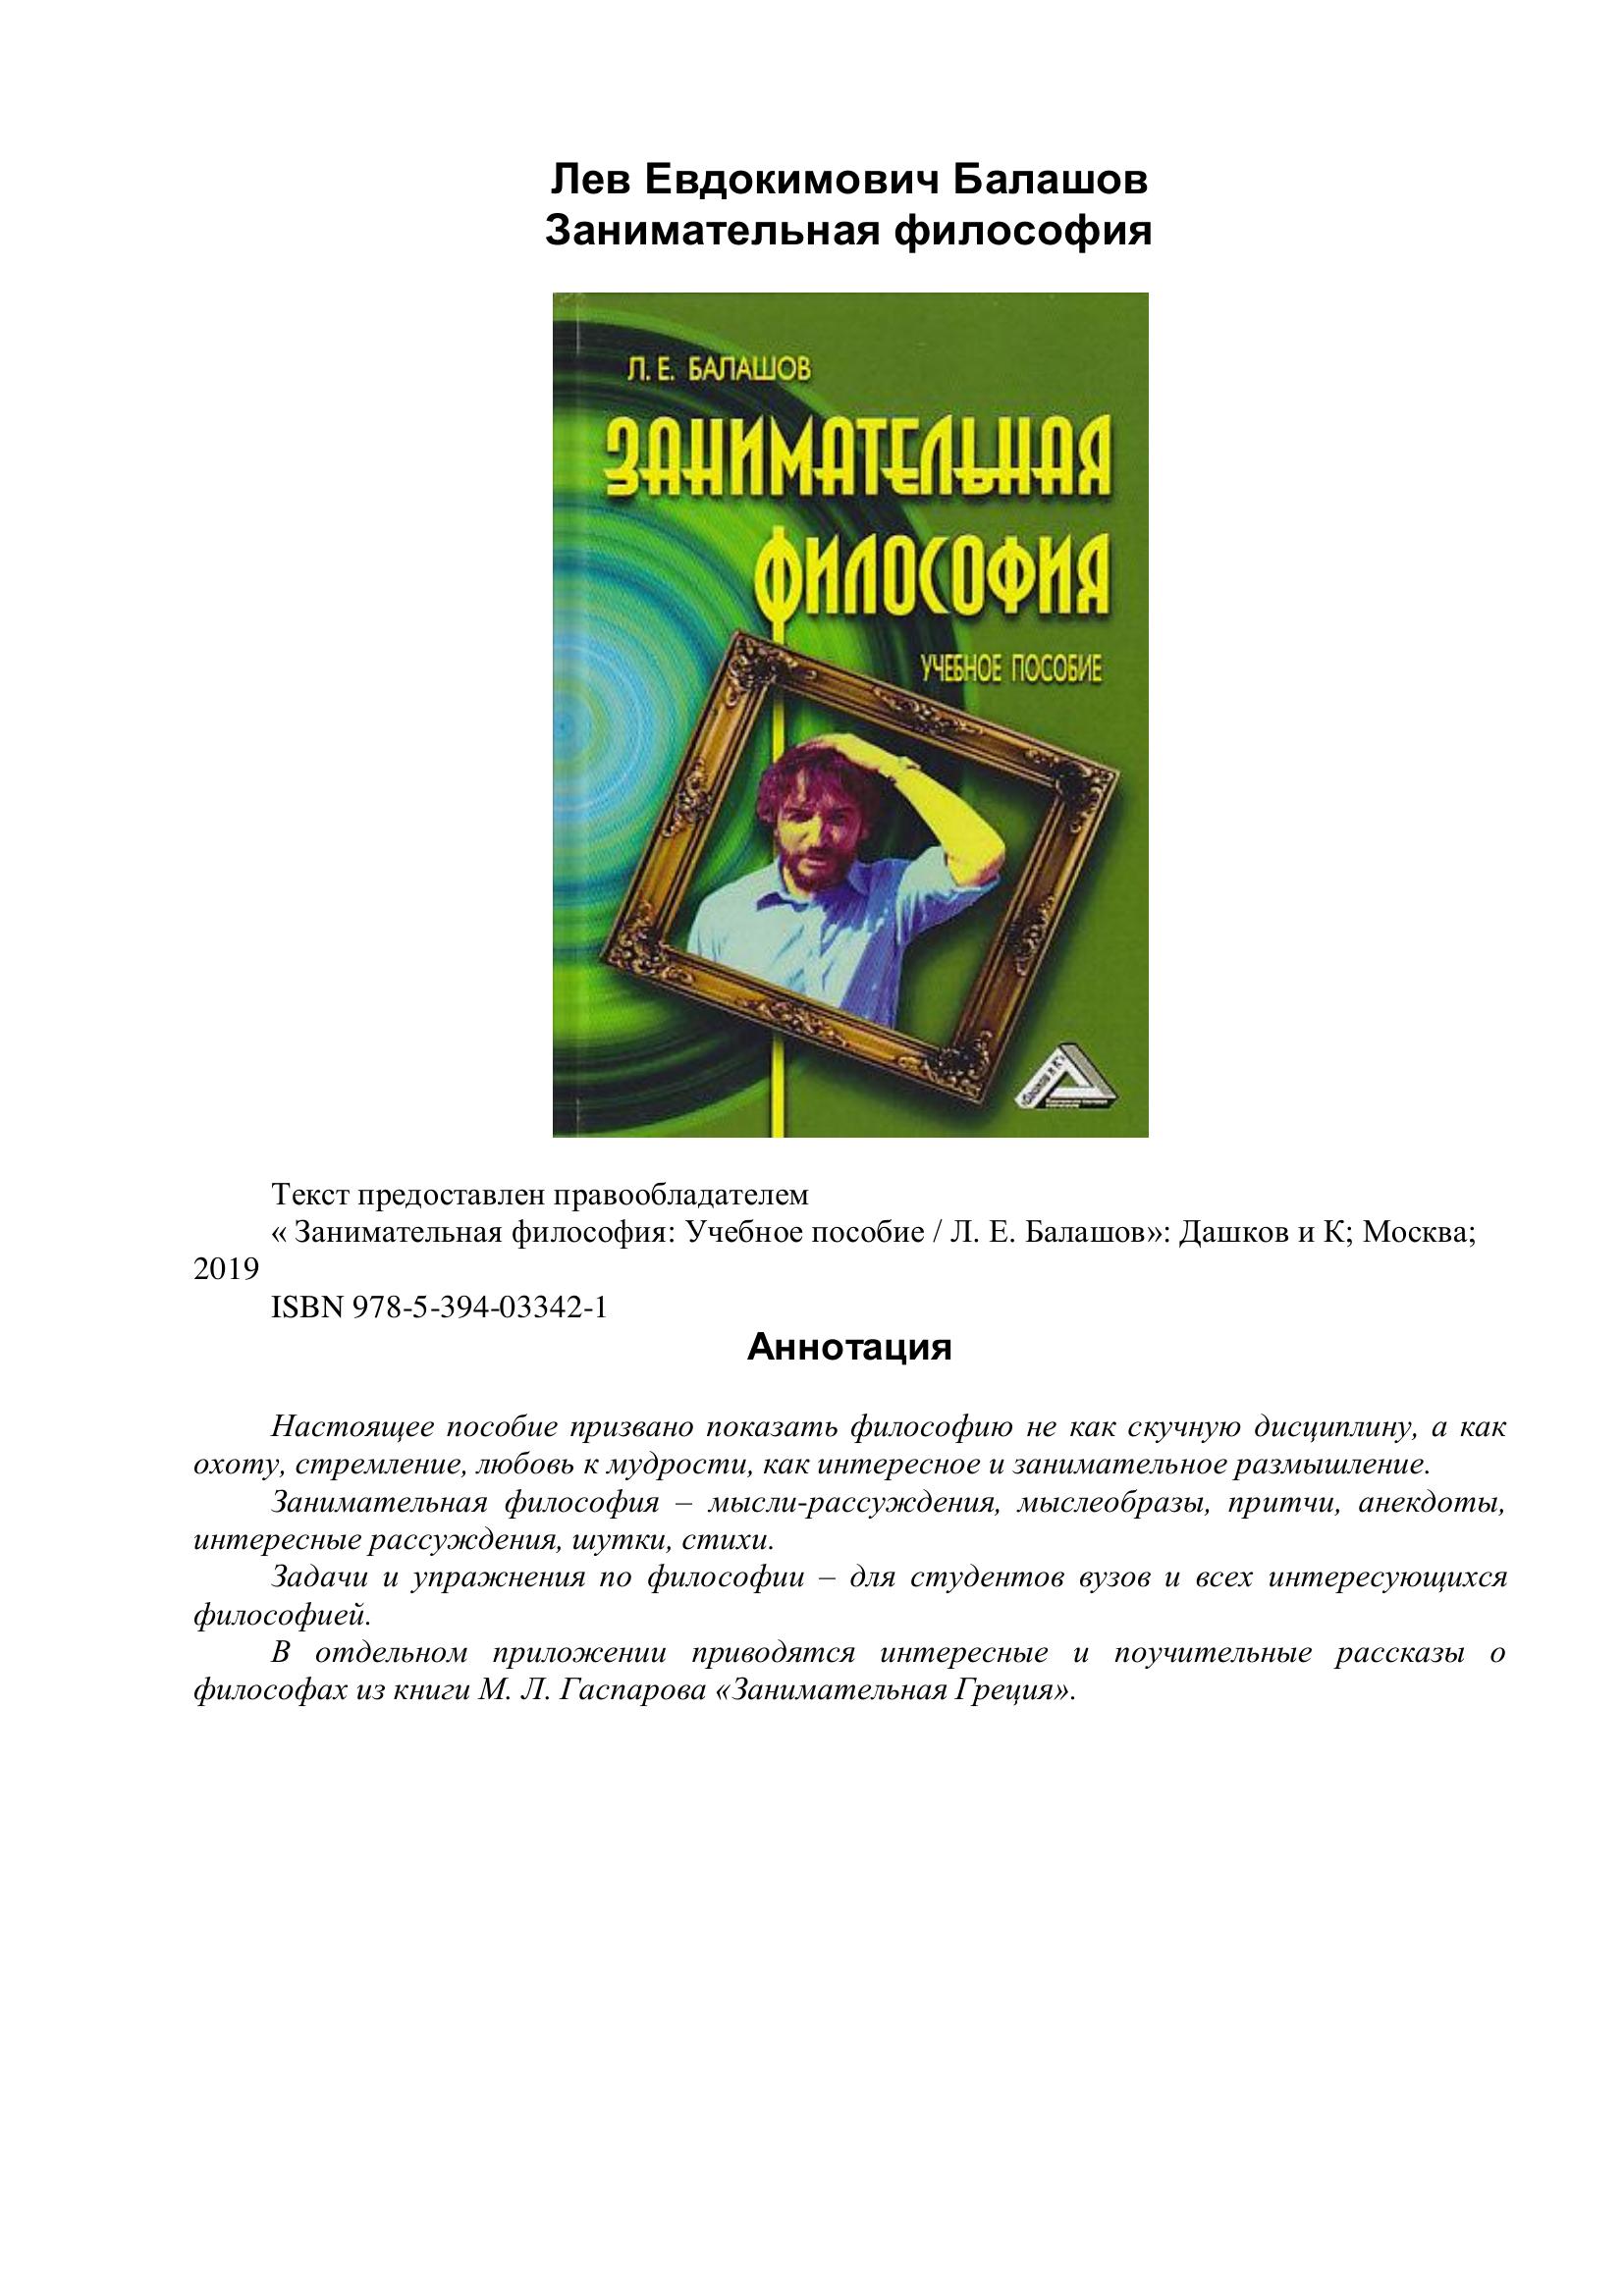 Лев Евдокимович Балашов
Занимательная философия
Л. Е. БАЛАШОВ
ЗАНИМАТЕЛЬНАЯ
ФИЛОСОФИЯ
УЧЕБНОЕ ПОСОБИЕ
«Дашков и К°»
Текст предоставлен правообладателем
« Занимательная философия: Учебное пособие / Л. Е. Балашов»: Дашков и К; Москва;
2019
ISBN 978-5-394-03342-1
Аннотация
Настоящее пособие призвано показать философию не как скучную дисциплину, а как
охоту, стремление, любовь к мудрости, как интересное и занимательное размышление.
Занимательная философия – мысли-рассуждения, мыслеобразы, притчи, анекдоты,
интересные рассуждения, шутки, стихи.
Задачи и упражнения по философии – для студентов вузов и всех интересующихся
философией.
В отдельном приложении приводятся интересные и поучительные рассказы о
философах из книги М. Л. Гаспарова «Занимательная Греция».